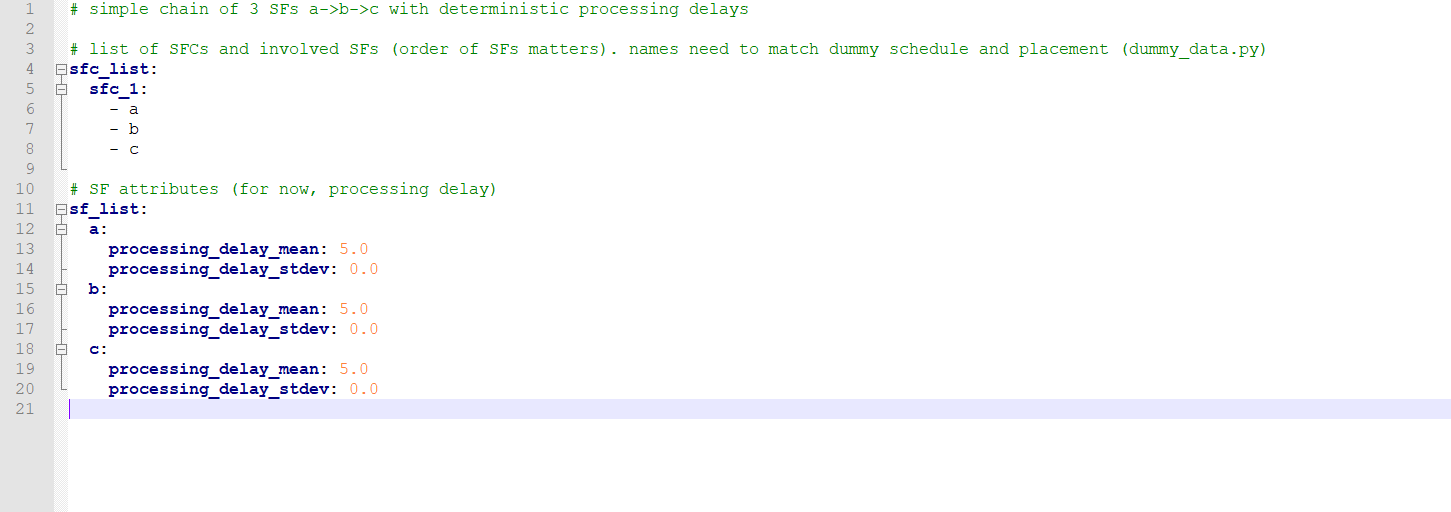 1 # simple chain of 3 SFs a->b->c with deterministic processing delays
2
3 # list of SFCs and involved SFs (order of SFs matters). names need to match dummy schedule and placement (dummy_data.py)
4 sfc_list:
5   sfc_1:
6     - a
7     - b
8     - c
9
10 # SF attributes (for now, processing delay)
11 sf_list:
12   a:
13     processing_delay_mean: 5.0
14     processing_delay_stdev: 0.0
15   b:
16     processing_delay_mean: 5.0
17     processing_delay_stdev: 0.0
18   c:
19     processing_delay_mean: 5.0
20     processing_delay_stdev: 0.0
21